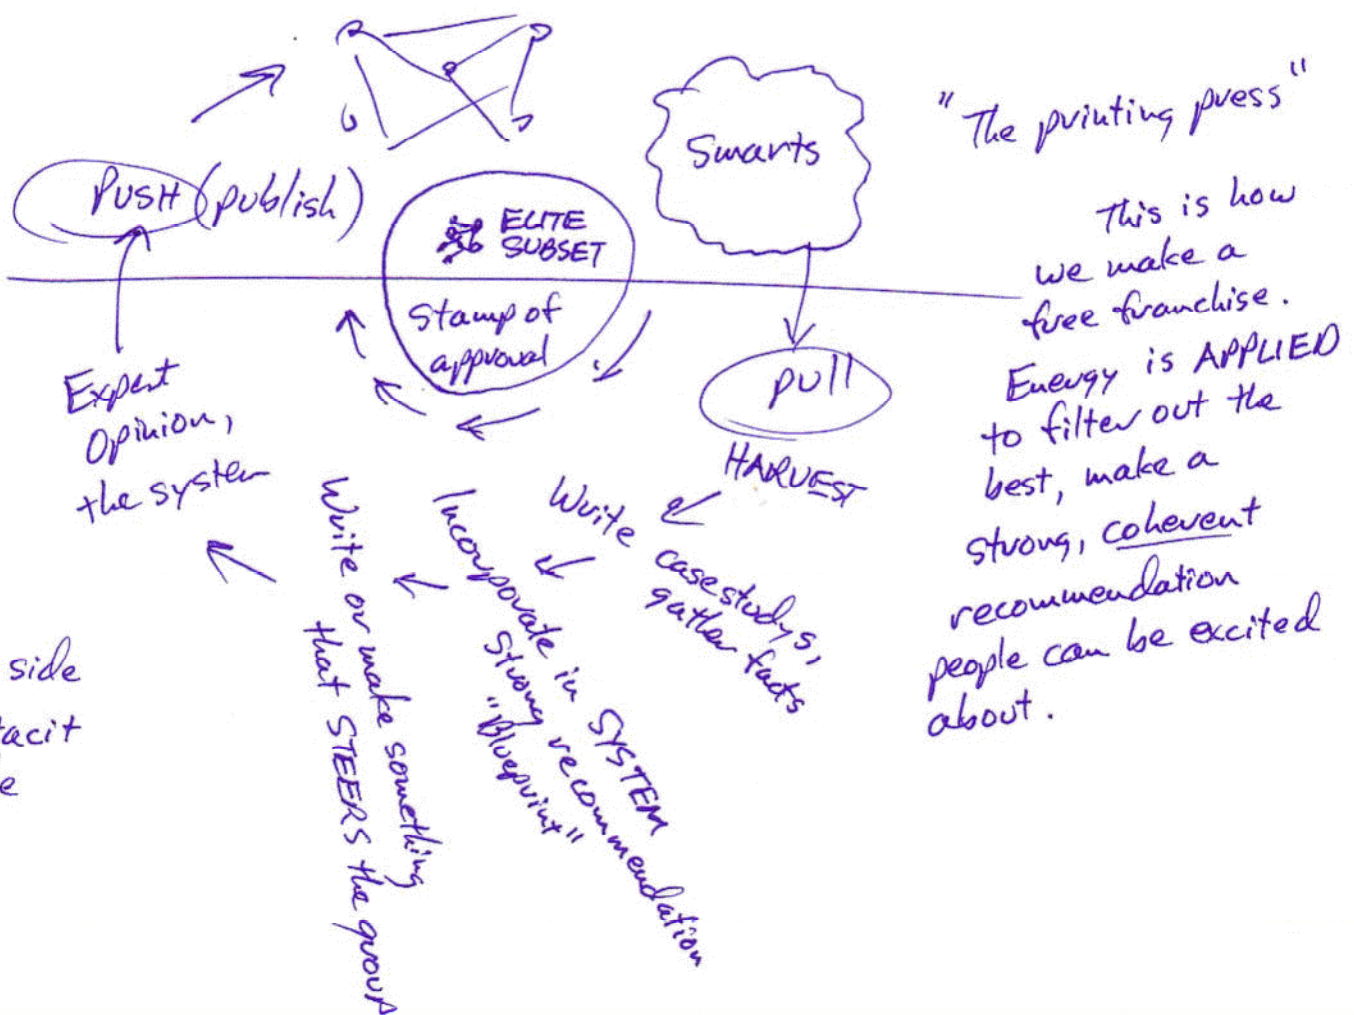 "The printing press"
Smarts
PUSH (publish)
ELITE
SUBSET
Stamp of
approval
This is how
we make a
free franchise.
Energy is APPLIED
to filter out the
best, make a
strong, coherent
recommendation
people can be excited
about.
pull
HARVEST
Expert
Opinion,
the system
Write casestudys,
gather facts
Incorporate in SYSTEM
Strong recommendation
"Blueprint"
Write or make something
that STEERS the group
side
acit
e